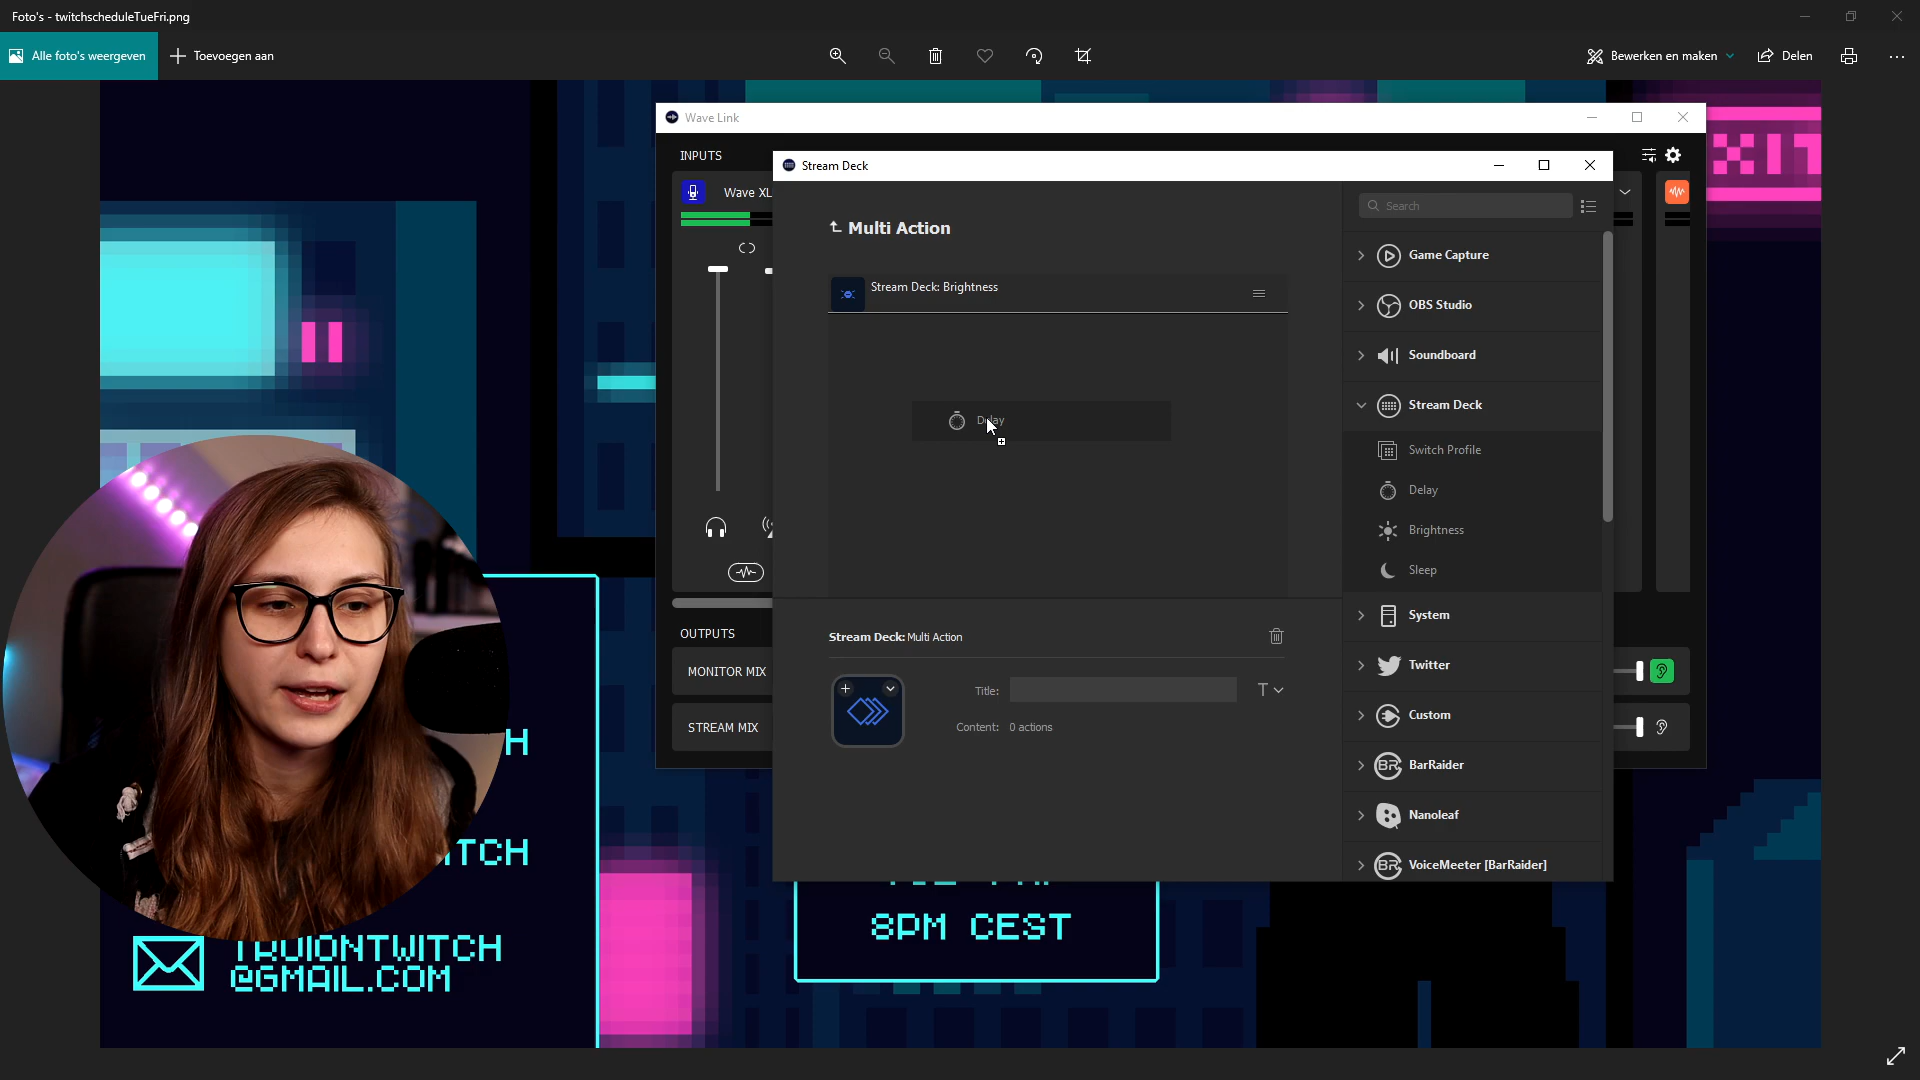 Foto's - twitchscheduleTueFri.png
Alle foto's weergeven
Toevoegen aan
Bewerken en maken
Delen
Wave Link
INPUTS
Wave XL
Stream Deck
Multi Action
Stream Deck: Brightness
Delay
Search
Game Capture
OBS Studio
Soundboard
Stream Deck
Switch Profile
Delay
Brightness
Sleep
System
Twitter
Custom
BarRaider
Nanoleaf
VoiceMeeter [BarRaider]
Stream Deck: Multi Action
Title:
T
Content: 0 actions
OUTPUTS
MONITOR MIX
STREAM MIX
XIT
H
TCH
TRUIONTWITCH
@GMAIL.COM
8PM CEST